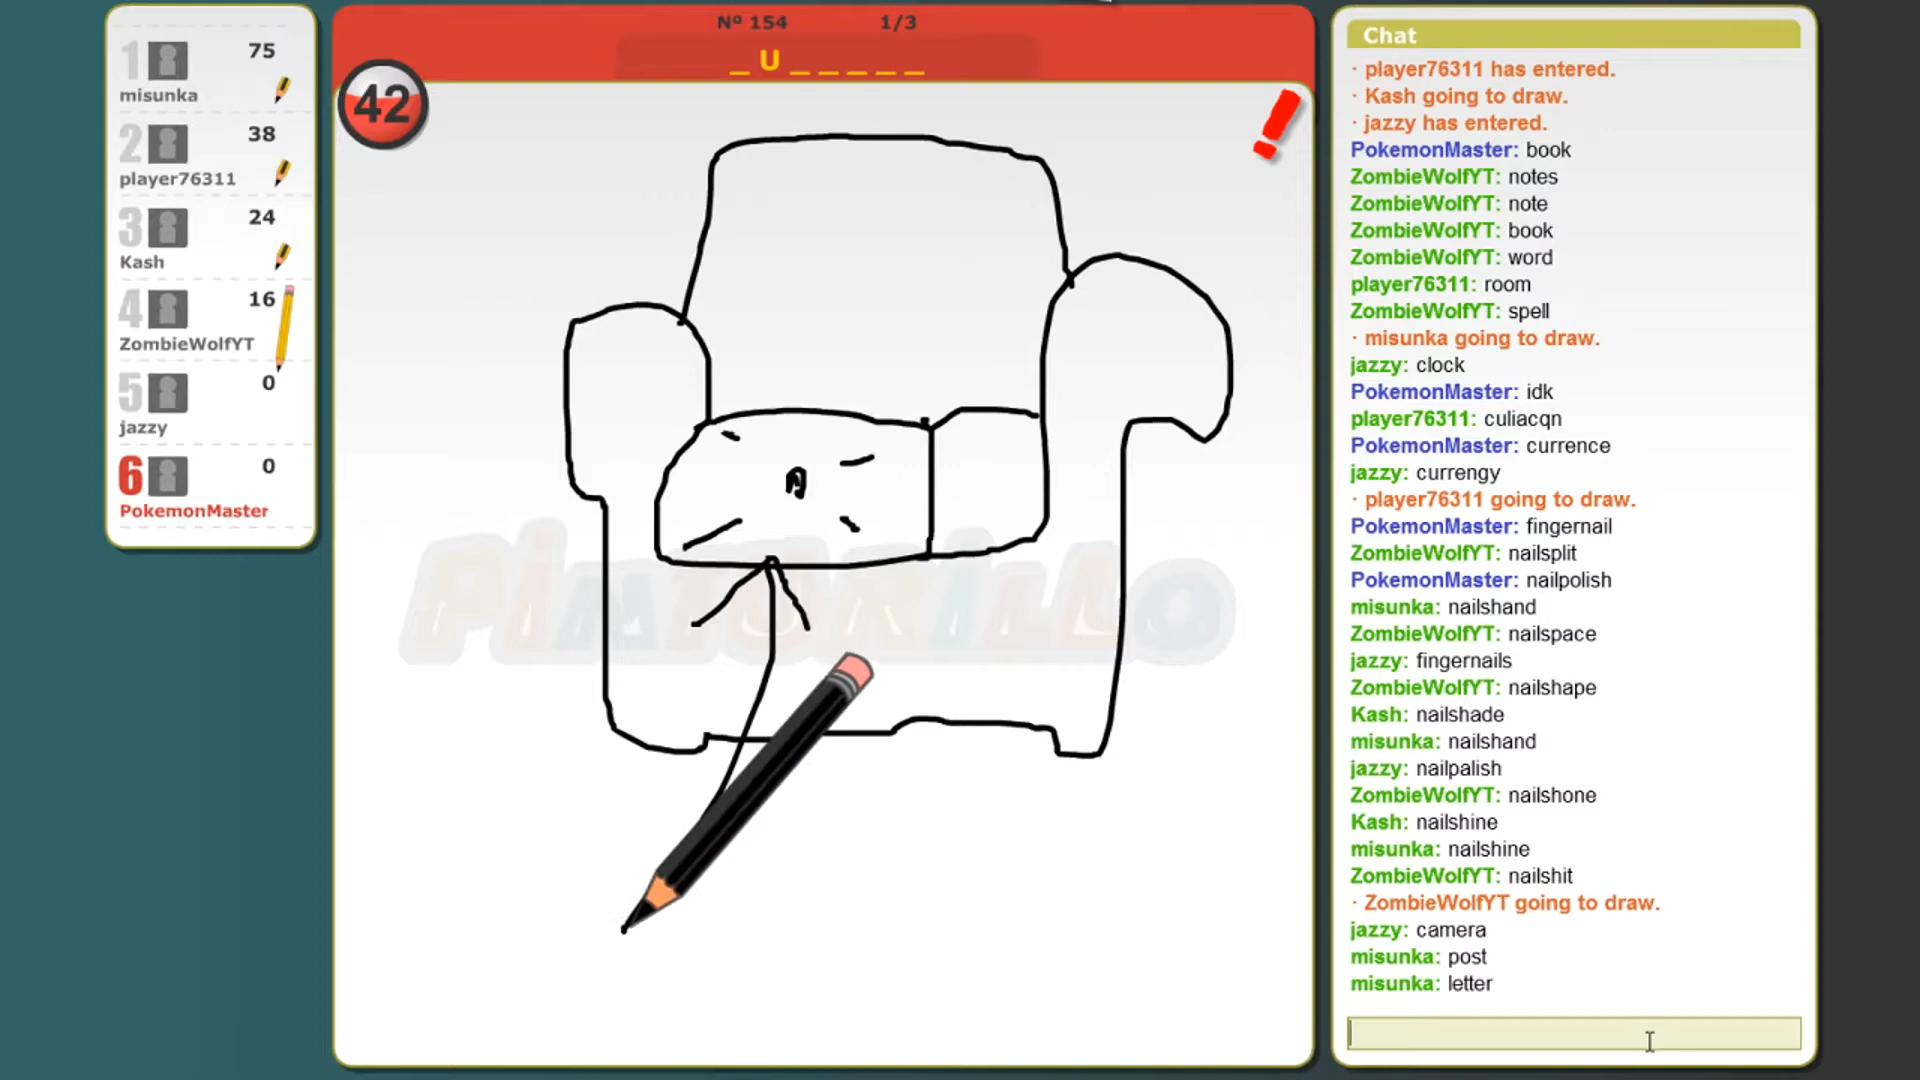 1 75
misunka
2 38
player76311
3 24
Kash
4 16
ZombieWolfYT
5 0
jazzy
6 0
PokemonMaster
Nº 154 1/3
_ U _ _ _ _ _
42
!
PinTuRiLLo
Chat
· player76311 has entered.
· Kash going to draw.
· jazzy has entered.
PokemonMaster: book
ZombieWolfYT: notes
ZombieWolfYT: note
ZombieWolfYT: book
ZombieWolfYT: word
player76311: room
ZombieWolfYT: spell
· misunka going to draw.
jazzy: clock
PokemonMaster: idk
player76311: culiacqn
PokemonMaster: currence
jazzy: currengy
· player76311 going to draw.
PokemonMaster: fingernail
ZombieWolfYT: nailsplit
PokemonMaster: nailpolish
misunka: nailshand
ZombieWolfYT: nailspace
jazzy: fingernails
ZombieWolfYT: nailshape
Kash: nailshade
misunka: nailshand
jazzy: nailpalish
ZombieWolfYT: nailshone
Kash: nailshine
misunka: nailshine
ZombieWolfYT: nailshit
· ZombieWolfYT going to draw.
jazzy: camera
misunka: post
misunka: letter